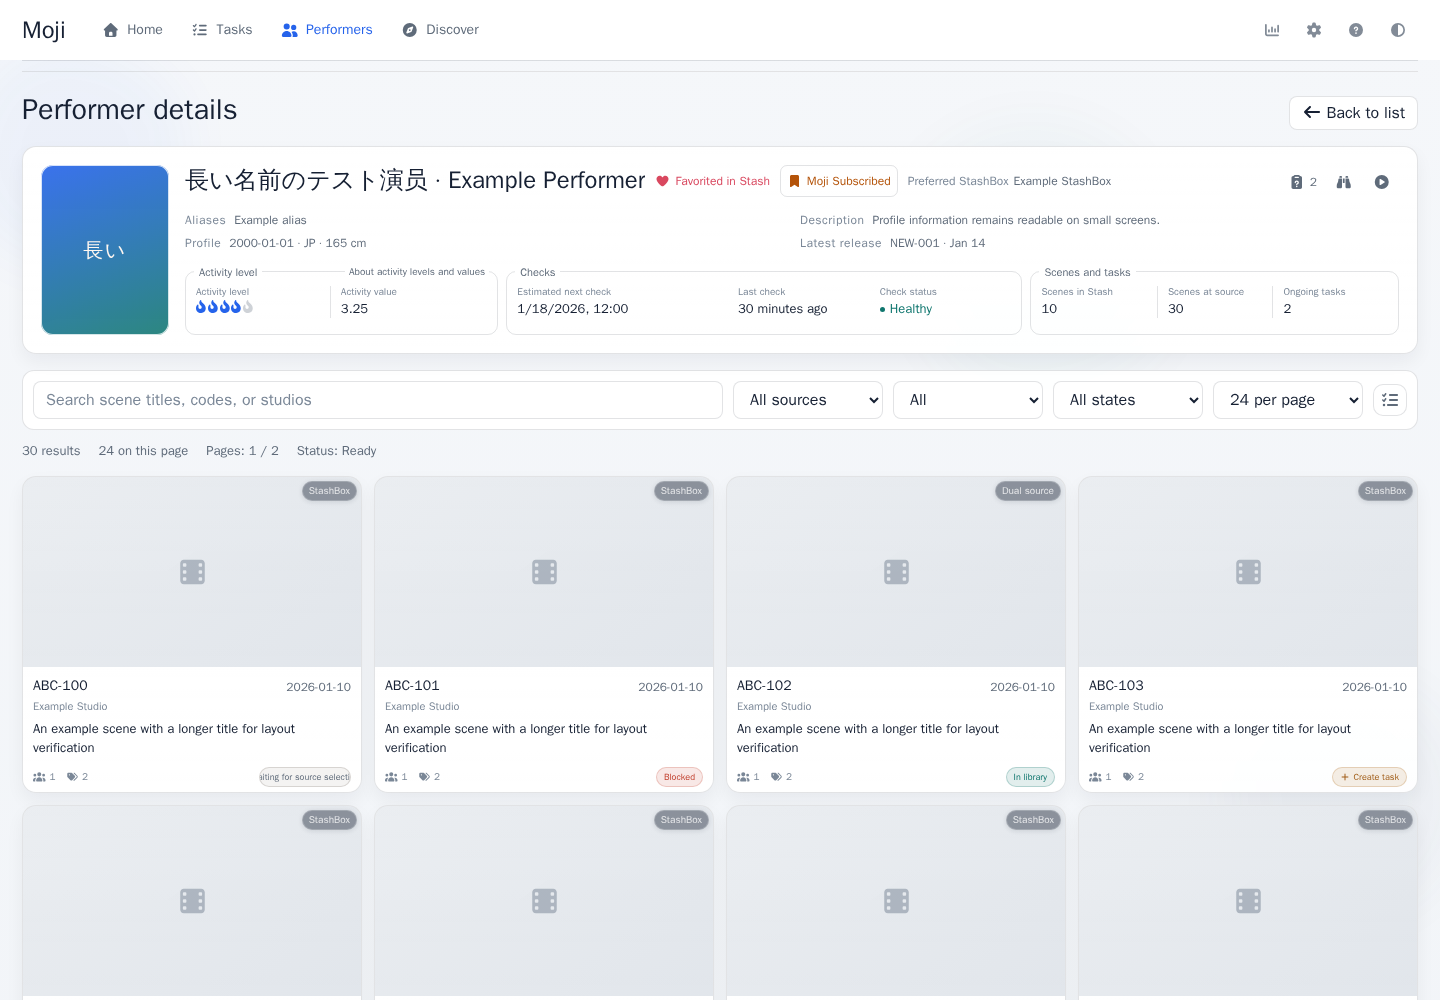 Moji
Home
Tasks
Performers
Discover
Performer details
Back to list
長い
長い名前のテスト演员 · Example Performer
Favorited in Stash
Moji Subscribed
Preferred StashBox Example StashBox
2
Aliases Example alias
Description Profile information remains readable on small screens.
Profile 2000-01-01 · JP · 165 cm
Latest release NEW-001 · Jan 14
Activity level
About activity levels and values
Activity level
Activity value
3.25
Checks
Estimated next check
1/18/2026, 12:00
Last check
30 minutes ago
Check status
Healthy
Scenes and tasks
Scenes in Stash
10
Scenes at source
30
Ongoing tasks
2
Search scene titles, codes, or studios
All sources
All
All states
24 per page
30 results
24 on this page
Pages: 1 / 2
Status: Ready
StashBox
ABC-100
2026-01-10
Example Studio
An example scene with a longer title for layout
verification
1
2
for source
StashBox
ABC-101
2026-01-10
Example Studio
An example scene with a longer title for layout
verification
1
2
Blocked
Dual source
ABC-102
2026-01-10
Example Studio
An example scene with a longer title for layout
verification
1
2
In library
StashBox
ABC-103
2026-01-10
Example Studio
An example scene with a longer title for layout
verification
1
2
+ Create task
StashBox
StashBox
StashBox
StashBox